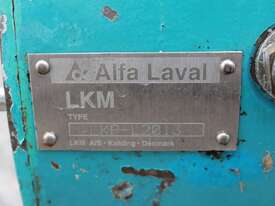 Alfa Laval
LKM
TYPE
LKM A/S - Kolding - Denmark